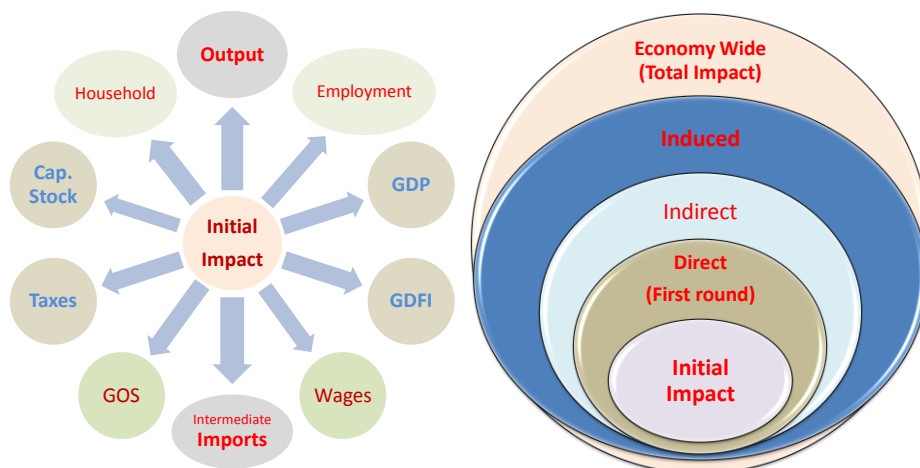 Output
Household
Employment
Cap.
Stock
GDP
Initial
Impact
Taxes
GDFI
GOS
Wages
Intermediate
Imports
Economy Wide
(Total Impact)
Induced
Indirect
Direct
(First round)
Initial
Impact